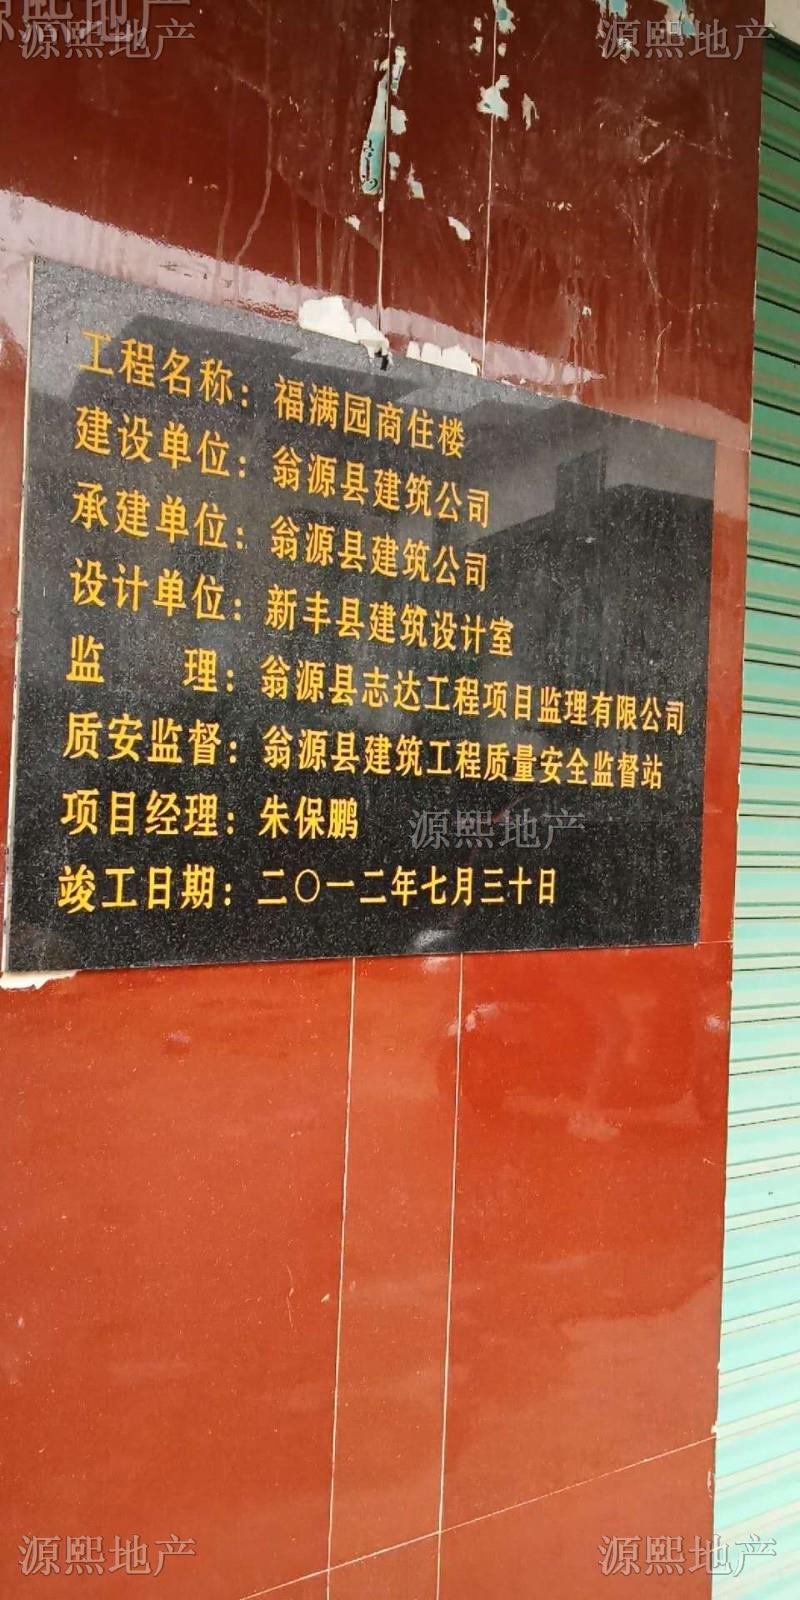 源熙地产
源熙地产
工程名称：福满园商住楼
建设单位：翁源县建筑公司
承建单位：翁源县建筑公司
设计单位：新丰县建筑设计室
监　　理：翁源县志达工程项目监理有限公司
质安监督：翁源县建筑工程质量安全监督站
项目经理：朱保鹏
源熙地产
竣工日期：二〇一二年七月三十日
源熙地产
源熙地产